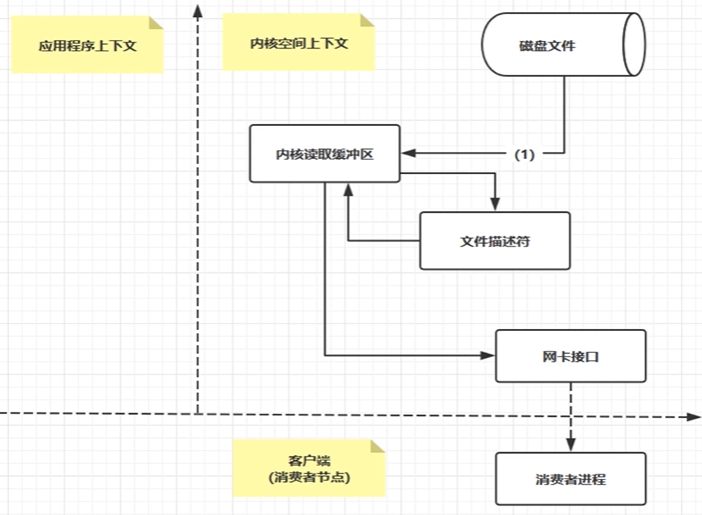 应用程序上下文
内核空间上下文
磁盘文件
内核读取缓冲区
(1)
文件描述符
网卡接口
客户端
(消费者节点)
消费者进程